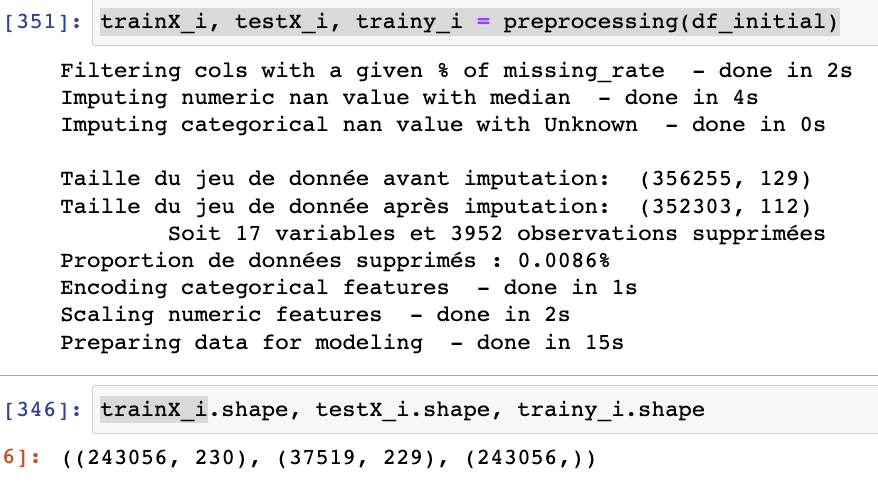 [351]: trainX_i, testX_i, trainy_i = preprocessing(df_initial)
Filtering cols with a given % of missing_rate  - done in 2s
Imputing numeric nan value with median  - done in 4s
Imputing categorical nan value with Unknown  - done in 0s
Taille du jeu de donnée avant imputation:  (356255, 129)
Taille du jeu de donnée après imputation:  (352303, 112)
Soit 17 variables et 3952 observations supprimées
Proportion de données supprimés : 0.0086%
Encoding categorical features  - done in 1s
Scaling numeric features  - done in 2s
Preparing data for modeling  - done in 15s
[346]: trainX_i.shape, testX_i.shape, trainy_i.shape
6]: ((243056, 230), (37519, 229), (243056,))